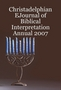 Christadelphian
EJournal of
Biblical
Interpretation
Annual 2007